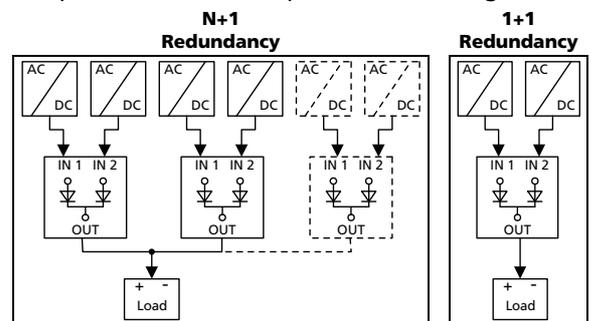 N+1
Redundancy
1+1
Redundancy
AC
DC
AC
DC
AC
DC
AC
DC
AC
DC
AC
DC
AC
DC
AC
DC
IN 1 IN 2
OUT
IN 1 IN 2
OUT
IN 1 IN 2
OUT
IN 1 IN 2
OUT
+ -
Load
+ -
Load